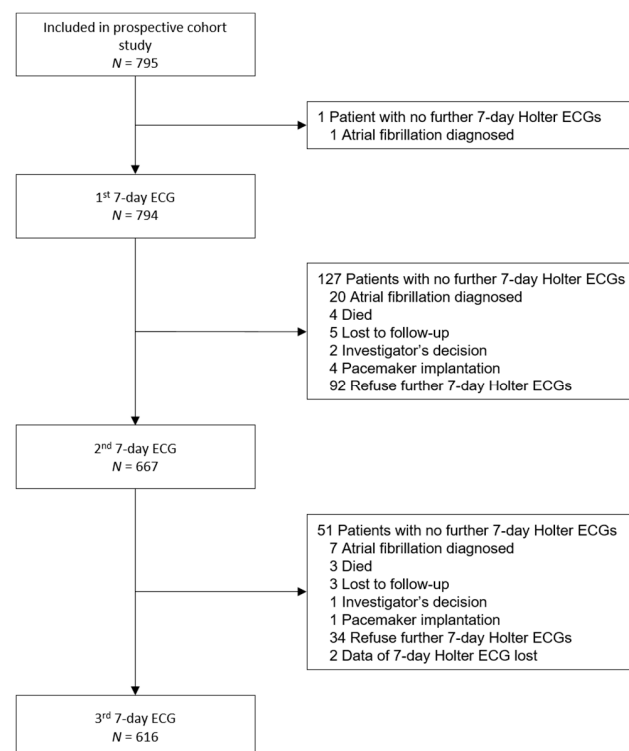 Included in prospective cohort
study
N = 795
1 Patient with no further 7-day Holter ECGs
1 Atrial fibrillation diagnosed
1st 7-day ECG
N = 794
127 Patients with no further 7-day Holter ECGs
20 Atrial fibrillation diagnosed
4 Died
5 Lost to follow-up
2 Investigator's decision
4 Pacemaker implantation
92 Refuse further 7-day Holter ECGs
2nd 7-day ECG
N = 667
51 Patients with no further 7-day Holter ECGs
7 Atrial fibrillation diagnosed
3 Died
3 Lost to follow-up
1 Investigator's decision
1 Pacemaker implantation
34 Refuse further 7-day Holter ECGs
2 Data of 7-day Holter ECG lost
3rd 7-day ECG
N = 616